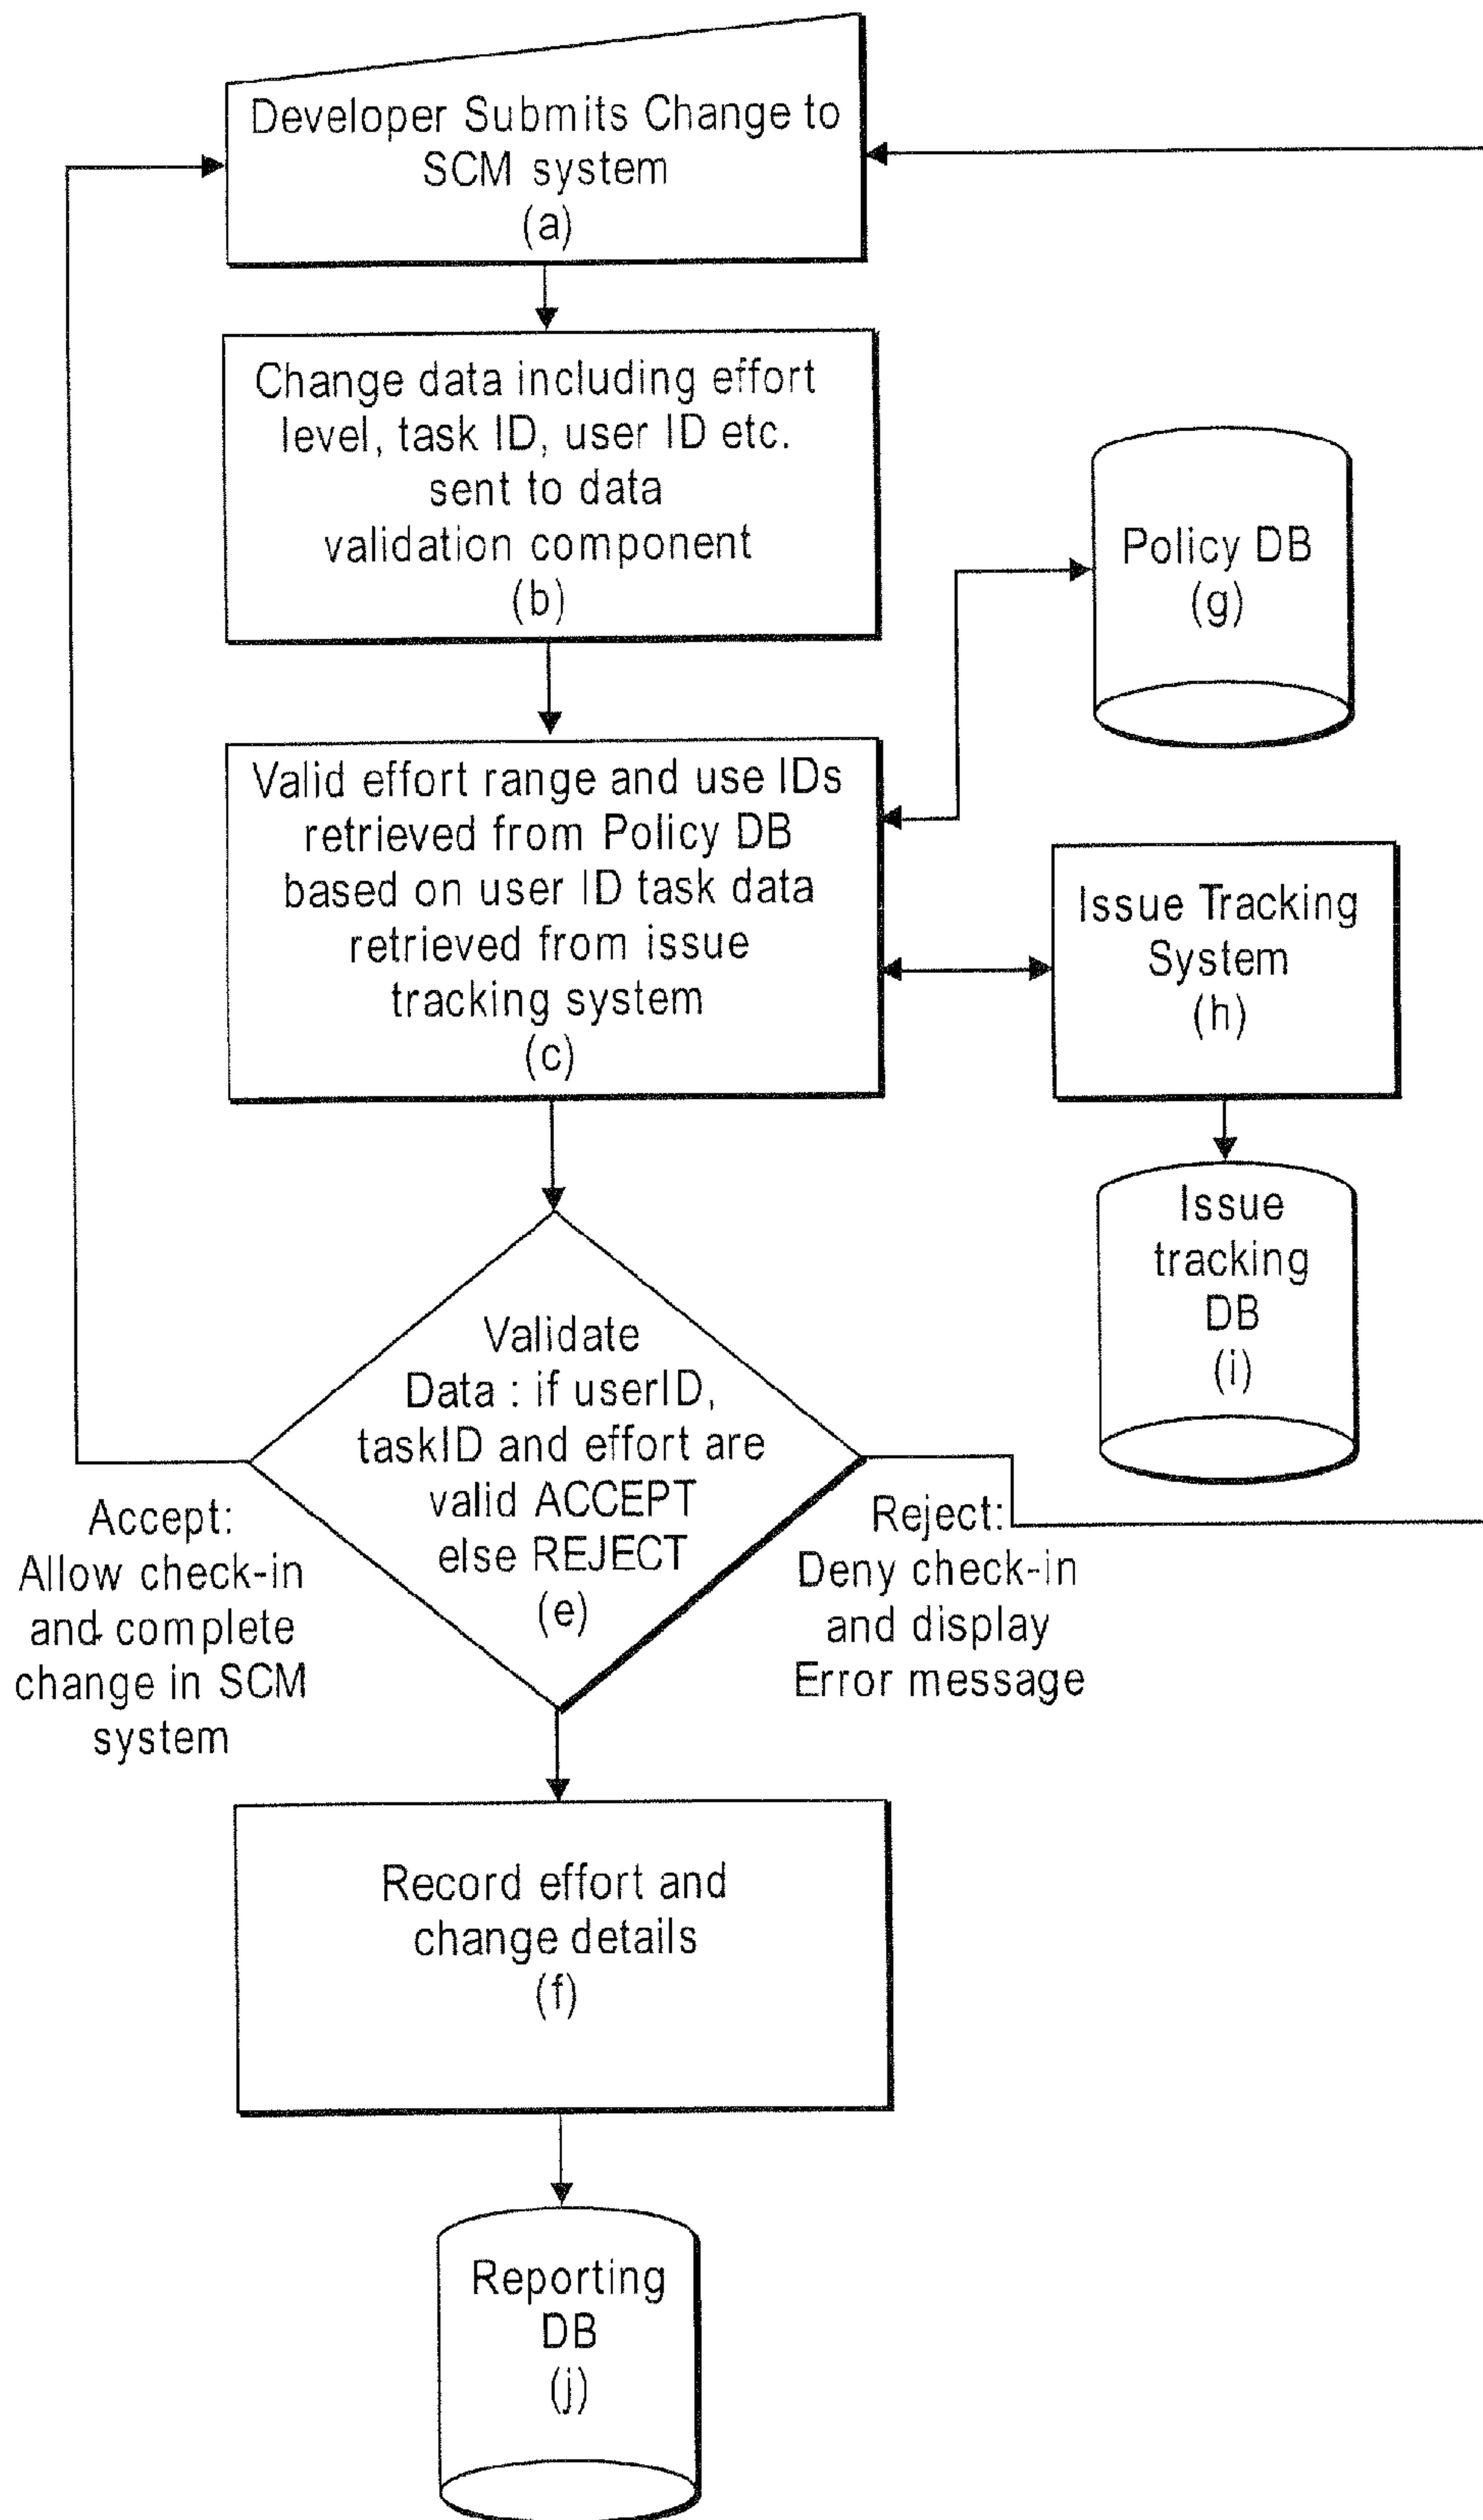 Developer Submits Change to
SCM system
(a)
Change data including effort
level, task ID, user ID etc.
sent to data
validation component
(b)
Policy DB
(g)
Valid effort range and use IDs
retrieved from Policy DB
based on user ID task data
retrieved from issue
tracking system
(c)
Issue Tracking
System
(h)
Issue
tracking
DB
(i)
Validate
Data : if userID,
taskID and effort are
valid ACCEPT
else REJECT
(e)
Accept:
Allow check-in
and complete
change in SCM
system
Reject:
Deny check-in
and display
Error message
Record effort and
change details
(f)
Reporting
DB
(j)